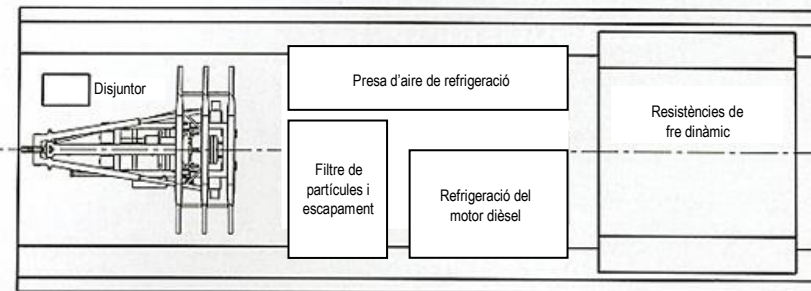 Disjuntor
Presa d'aire de refrigeració
Resistències de
fre dinàmic
Filtre de
partícules i
escapament
Refrigeració del
motor dièsel